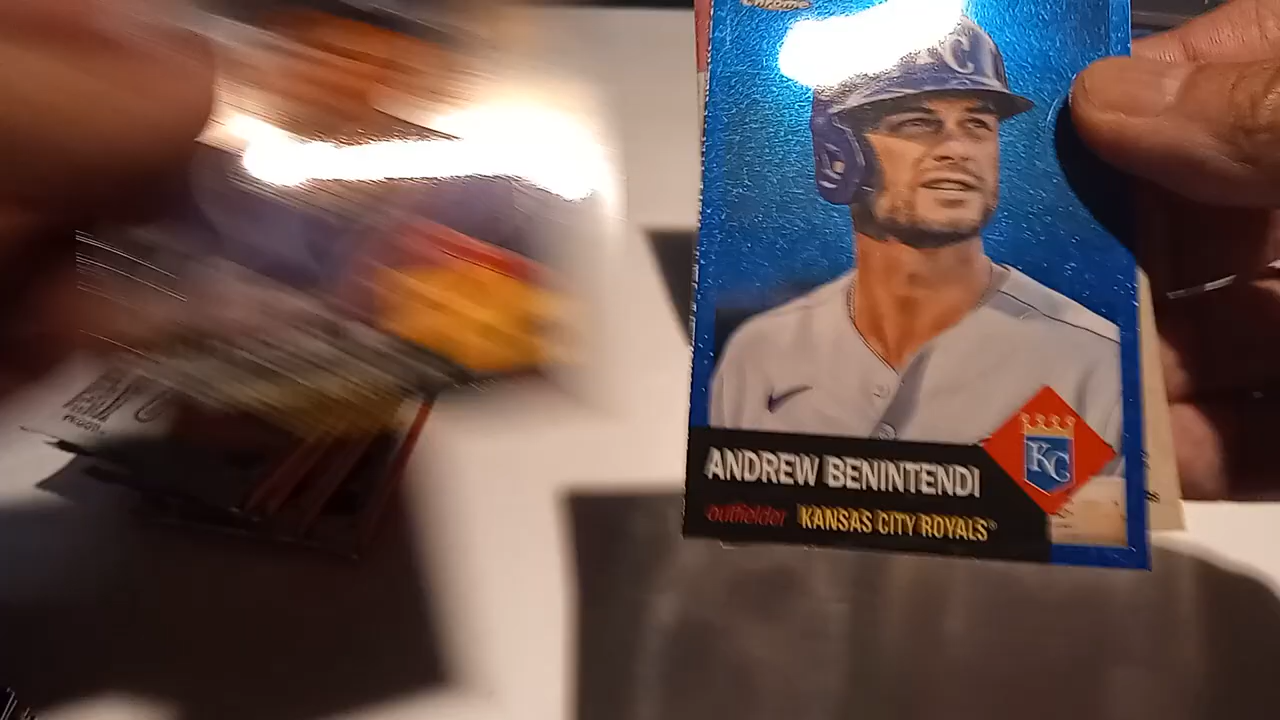 Chrome
C
ANDREW BENINTENDI
KC
outfielder KANSAS CITY ROYALS®